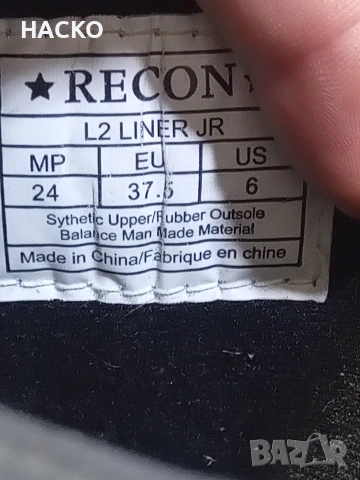 HACKO
★ RECON ★
L2 LINER JR
MP EU US
24 37.5 6
Sythetic Upper/Rubber Outsole
Balance Man Made Material
Made in China/Fabrique en chine
BAZAR